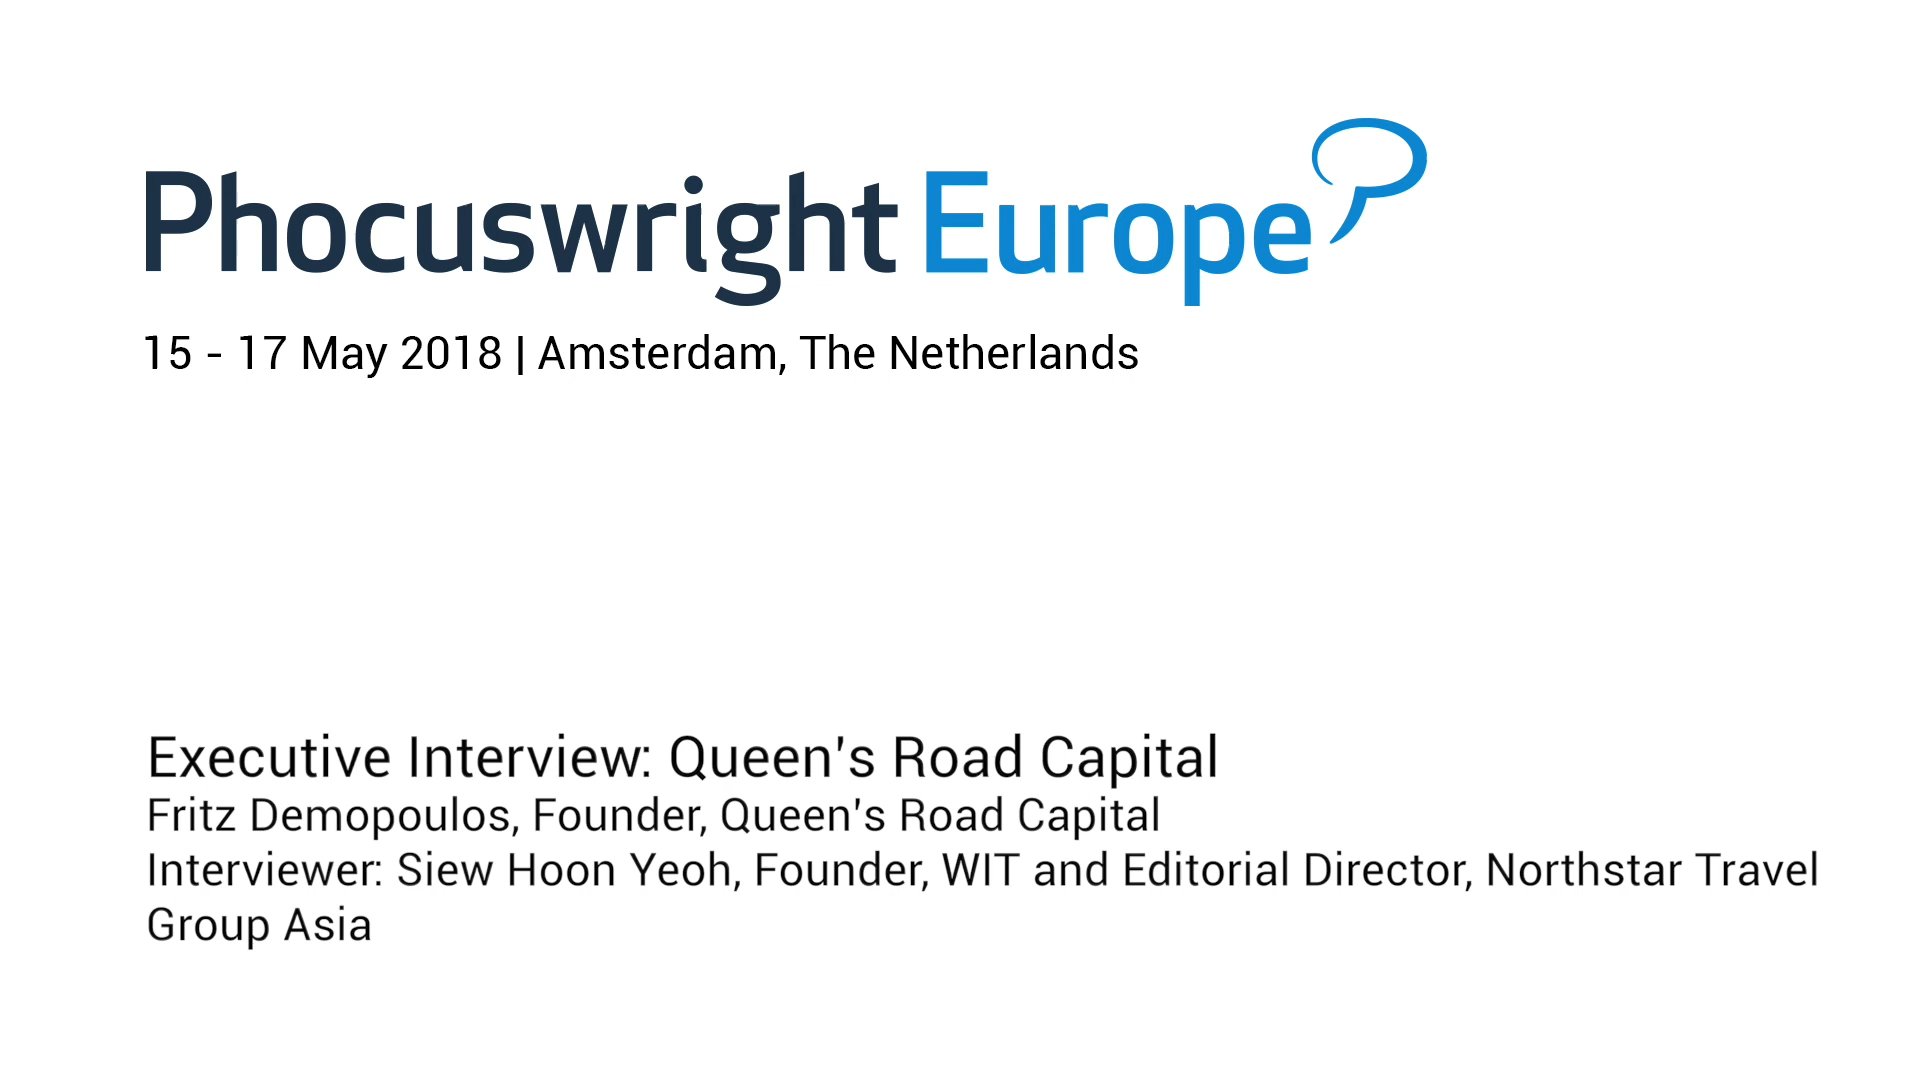 Phocuswright Europe
15 - 17 May 2018 | Amsterdam, The Netherlands
Executive Interview: Queen's Road Capital
Fritz Demopoulos, Founder, Queen's Road Capital
Interviewer: Siew Hoon Yeoh, Founder, WIT and Editorial Director, Northstar Travel
Group Asia